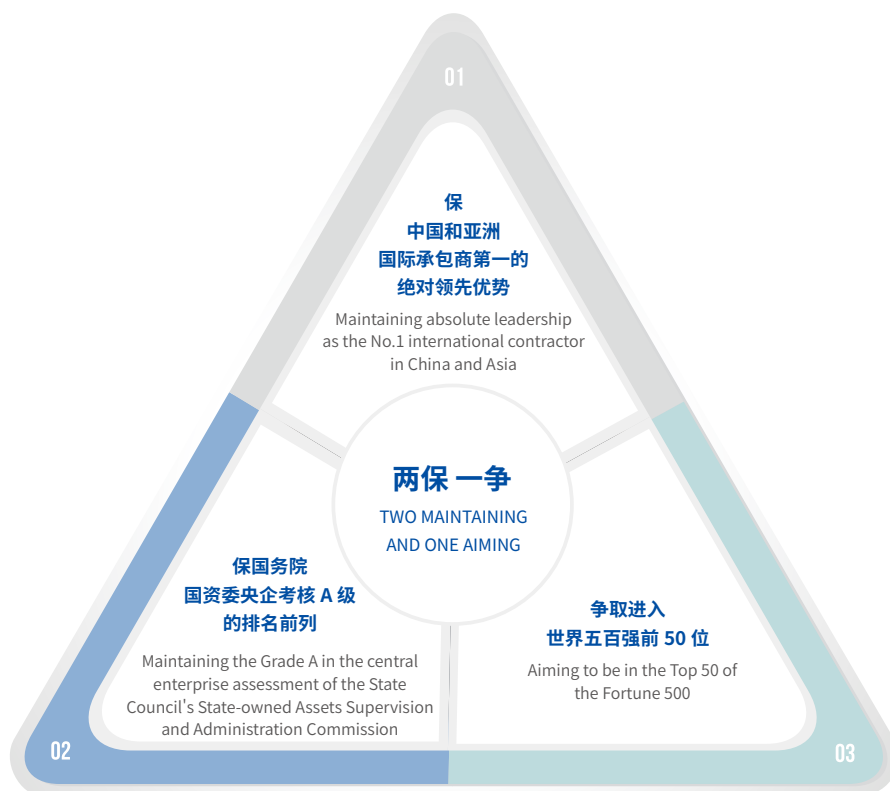 01
保
中国和亚洲
国际承包商第一的
绝对领先优势
Maintaining absolute leadership
as the No.1 international contractor
in China and Asia
两保 一争
TWO MAINTAINING
AND ONE AIMING
保国务院
国资委央企考核 A 级
的排名前列
Maintaining the Grade A in the central
enterprise assessment of the State
Council's State-owned Assets Supervision
and Administration Commission
02
争取进入
世界五百强前 50 位
Aiming to be in the Top 50 of
the Fortune 500
03